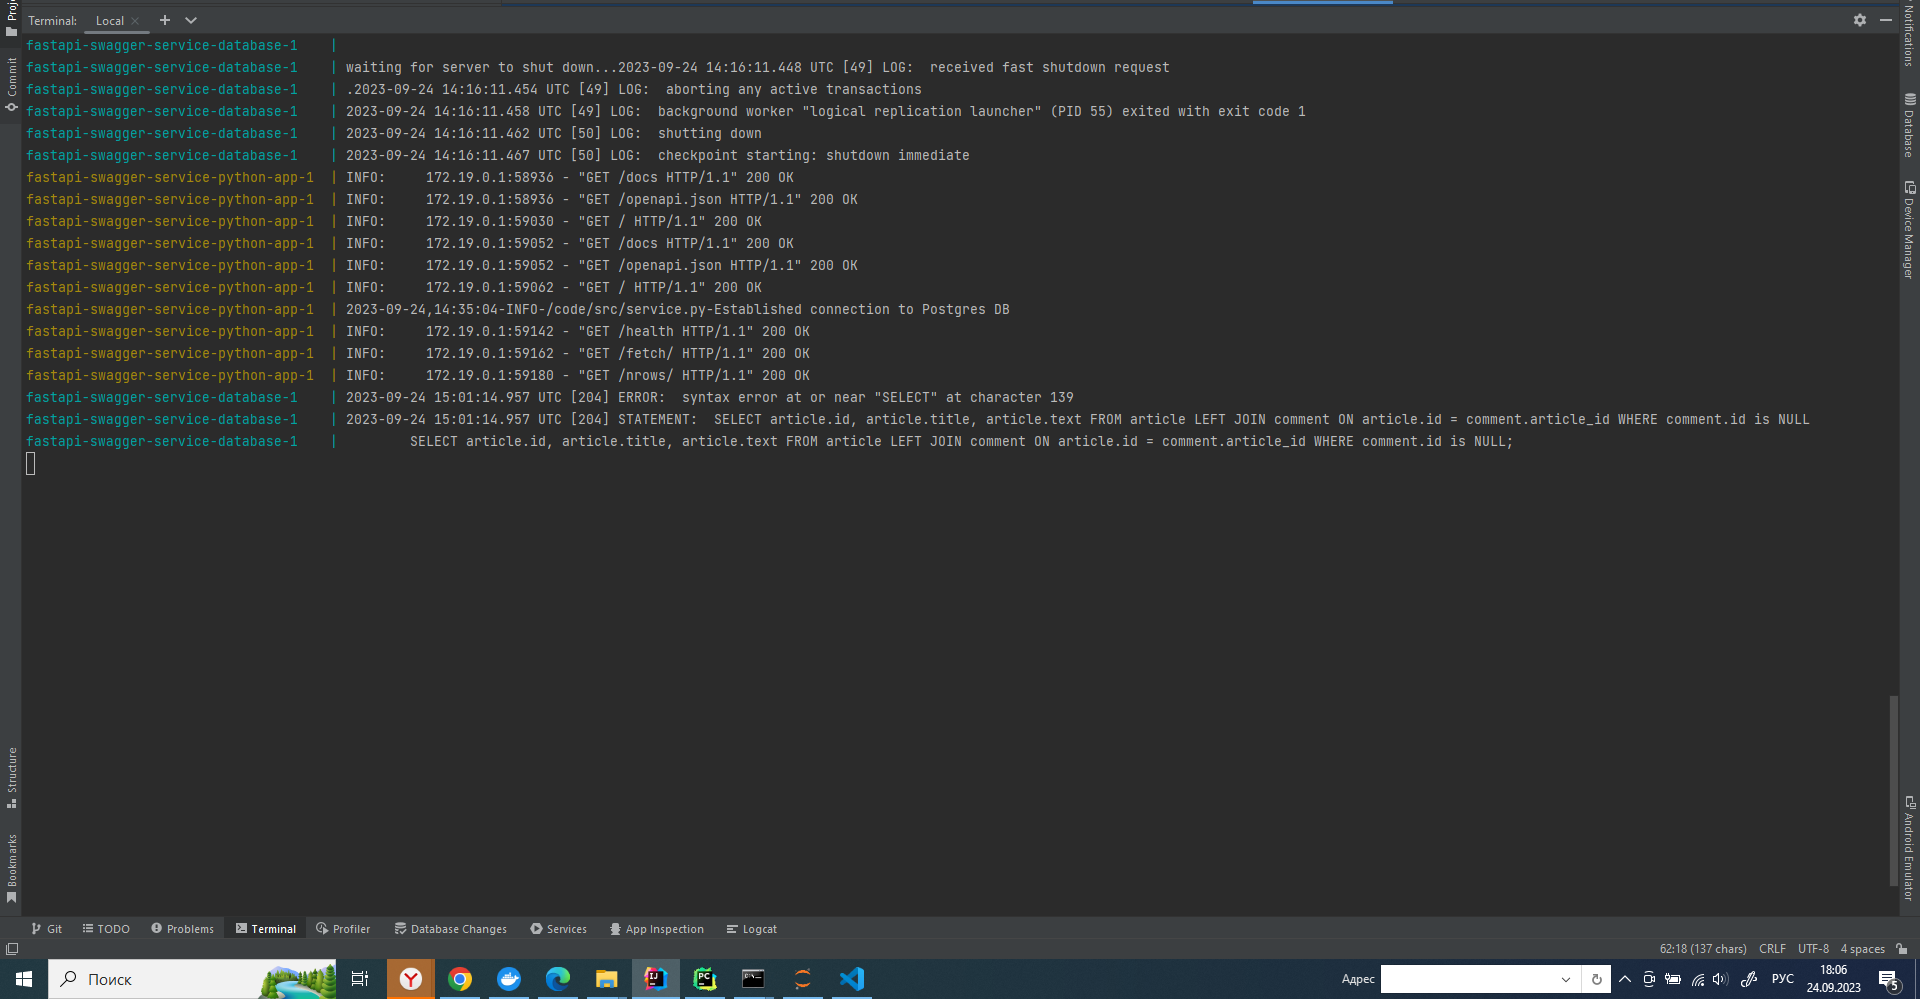 Terminal: Local
fastapi-swagger-service-database-1 |
fastapi-swagger-service-database-1 | waiting for server to shut down...2023-09-24 14:16:11.448 UTC [49] LOG:  received fast shutdown request
fastapi-swagger-service-database-1 | .2023-09-24 14:16:11.454 UTC [49] LOG:  aborting any active transactions
fastapi-swagger-service-database-1 | 2023-09-24 14:16:11.458 UTC [49] LOG:  background worker "logical replication launcher" (PID 55) exited with exit code 1
fastapi-swagger-service-database-1 | 2023-09-24 14:16:11.462 UTC [50] LOG:  shutting down
fastapi-swagger-service-database-1 | 2023-09-24 14:16:11.467 UTC [50] LOG:  checkpoint starting: shutdown immediate
fastapi-swagger-service-python-app-1 | INFO:     172.19.0.1:58936 - "GET /docs HTTP/1.1" 200 OK
fastapi-swagger-service-python-app-1 | INFO:     172.19.0.1:58936 - "GET /openapi.json HTTP/1.1" 200 OK
fastapi-swagger-service-python-app-1 | INFO:     172.19.0.1:59030 - "GET / HTTP/1.1" 200 OK
fastapi-swagger-service-python-app-1 | INFO:     172.19.0.1:59052 - "GET /docs HTTP/1.1" 200 OK
fastapi-swagger-service-python-app-1 | INFO:     172.19.0.1:59052 - "GET /openapi.json HTTP/1.1" 200 OK
fastapi-swagger-service-python-app-1 | INFO:     172.19.0.1:59062 - "GET / HTTP/1.1" 200 OK
fastapi-swagger-service-python-app-1 | 2023-09-24,14:35:04-INFO-/code/src/service.py-Established connection to Postgres DB
fastapi-swagger-service-python-app-1 | INFO:     172.19.0.1:59142 - "GET /health HTTP/1.1" 200 OK
fastapi-swagger-service-python-app-1 | INFO:     172.19.0.1:59162 - "GET /fetch/ HTTP/1.1" 200 OK
fastapi-swagger-service-python-app-1 | INFO:     172.19.0.1:59180 - "GET /nrows/ HTTP/1.1" 200 OK
fastapi-swagger-service-database-1 | 2023-09-24 15:01:14.957 UTC [204] ERROR:  syntax error at or near "SELECT" at character 139
fastapi-swagger-service-database-1 | 2023-09-24 15:01:14.957 UTC [204] STATEMENT:  SELECT article.id, article.title, article.text FROM article LEFT JOIN comment ON article.id = comment.article_id WHERE comment.id is NULL
fastapi-swagger-service-database-1 | SELECT article.id, article.title, article.text FROM article LEFT JOIN comment ON article.id = comment.article_id WHERE comment.id is NULL;
Commit
Structure
Bookmarks
Notifications
Database
Device Manager
Android Emulator
Git TODO Problems Terminal Profiler Database Changes Services App Inspection Logcat
62:18 (137 chars) CRLF UTF-8 4 spaces
Поиск
Адрес
РУС
18:06
24.09.2023
5